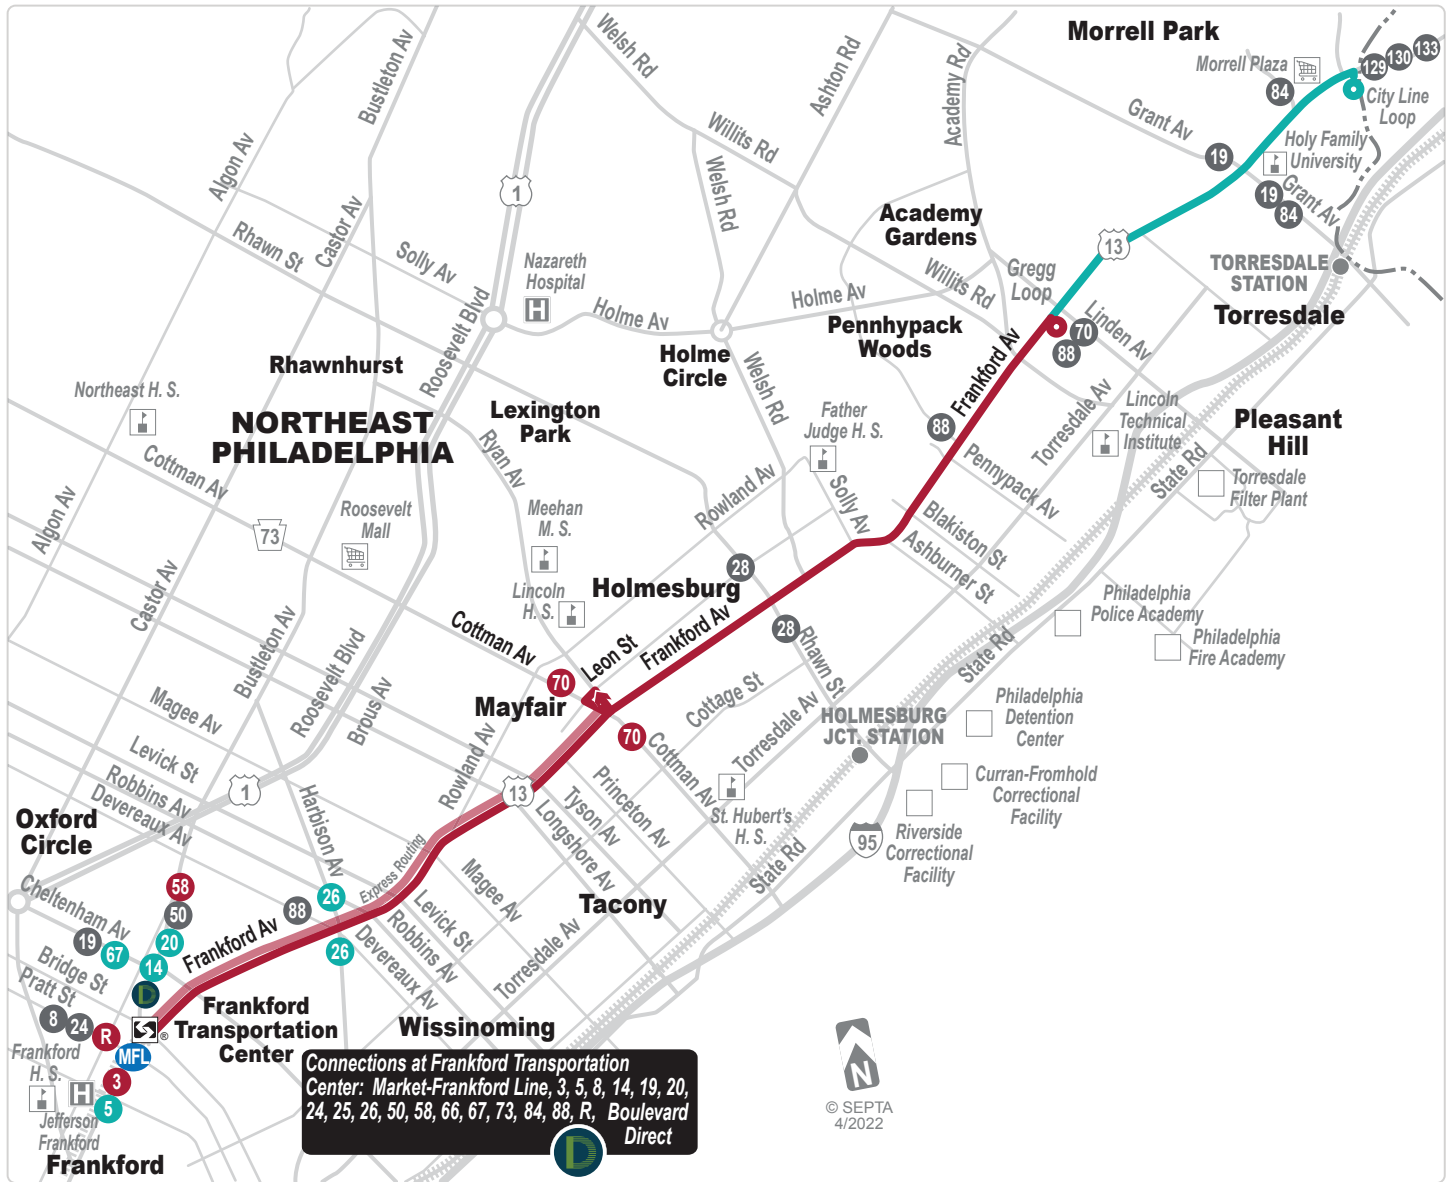 Morrell Park
Morrell Plaza
84
129
130
133
City Line
Loop
Grant Av
19
Holy Family
University
Grant Av
19
84
TORRESDALE
STATION
Torresdale
13
Welsh Rd
Ashton Rd
Academy Rd
Willits Rd
Welsh Rd
Bustleton Av
Algon Av
Castor Av
1
Rhawn St
Solly Av
Nazareth
Hospital
H
Roosevelt Blvd
Holme Av
Holme Av
Academy
Gardens
Willits Rd
Gregg
Loop
Linden Av
70
88
Pennhypack
Woods
Frankford Av
Holme
Circle
Welsh Rd
Rhawnhurst
Northeast H. S.
NORTHEAST
PHILADELPHIA
Lexington
Park
Ryan Av
Father
Judge H. S.
88
Torresdale Av
Lincoln
Technical
Institute
Pleasant
Hill
State Rd
Torresdale
Filter Plant
Pennypack Av
Cottman Av
Algon Av
73
Roosevelt
Mall
Meehan
M. S.
Rowland Av
Solly Av
Blakiston St
Ashburner St
Castor Av
Lincoln
H. S.
Holmesburg
28
28
Rhawn St
Frankford Av
Leon St
Cottman Av
70
Mayfair
70
Cottman Av
Cottage St
Torresdale Av
HOLMESBURG
JCT. STATION
State Rd
Philadelphia
Police Academy
Philadelphia
Fire Academy
Philadelphia
Detention
Center
Curran-Fromhold
Correctional
Facility
Riverside
Correctional
Facility
95
Bustleton Av
Roosevelt Blvd
Brous Av
Magee Av
Levick St
Robbins Av
Devereaux Av
1
Harbison Av
Rowland Av
13
Princeton Av
Tyson Av
Longshore Av
St. Hubert's
H. S.
State Rd
Oxford
Circle
Cheltenham Av
58
50
20
14
D
19
67
Bridge St
Pratt St
8
24
R
MFL
3
5
Frankford Av
88
26
26
Express Routing
Magee Av
Levick St
Robbins Av
Devereaux Av
Torresdale Av
Tacony
Frankford
Transportation
Center
®
Wissinoming
Frankford
H. S.
H
Jefferson
Frankford
Frankford
Connections at Frankford Transportation
Center: Market-Frankford Line, 3, 5, 8, 14, 19, 20,
24, 25, 26, 50, 58, 66, 67, 73, 84, 88, R, Boulevard
Direct
D
N
© SEPTA
4/2022